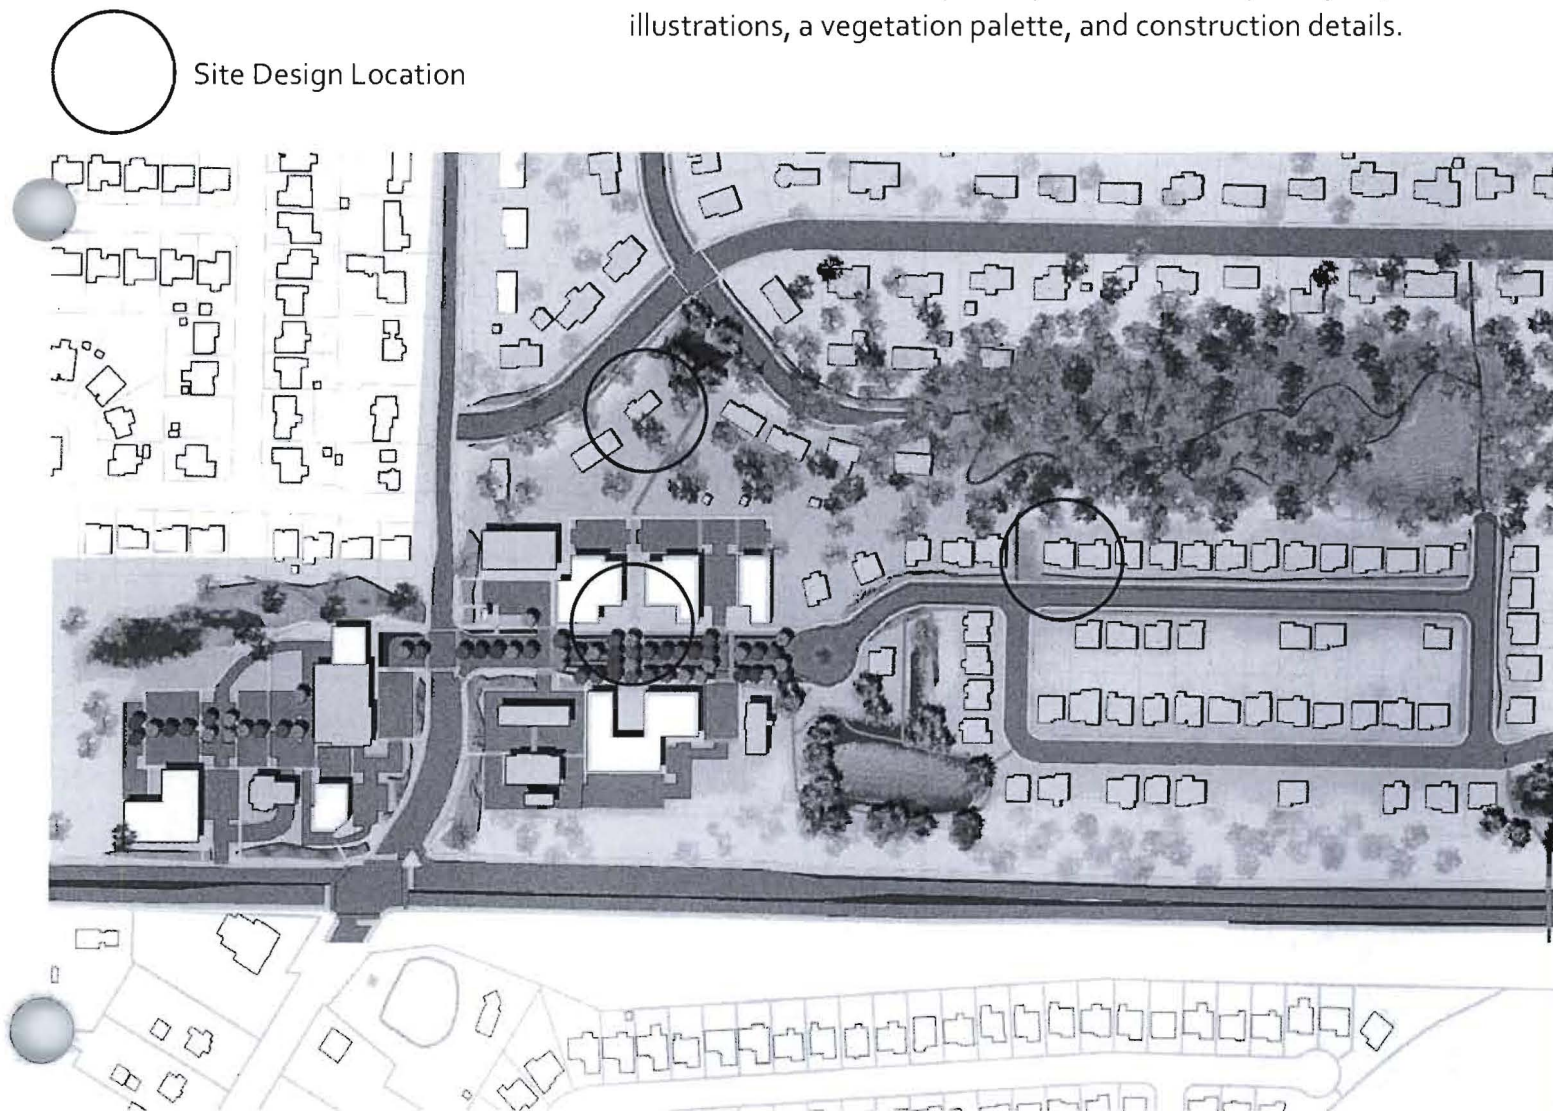 illustrations, a vegetation palette, and construction details.
Site Design Location